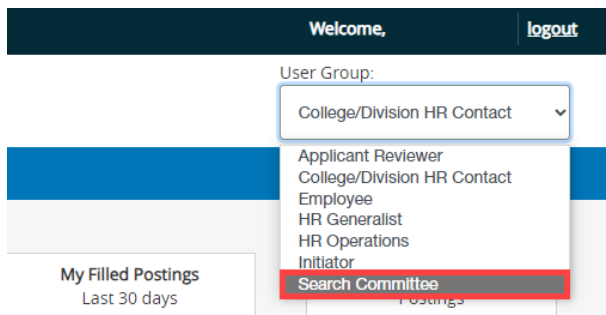 Welcome, logout
User Group:
College/Division HR Contact
Applicant Reviewer
College/Division HR Contact
Employee
HR Generalist
HR Operations
Initiator
Search Committee
My Filled Postings
Last 30 days
Postings